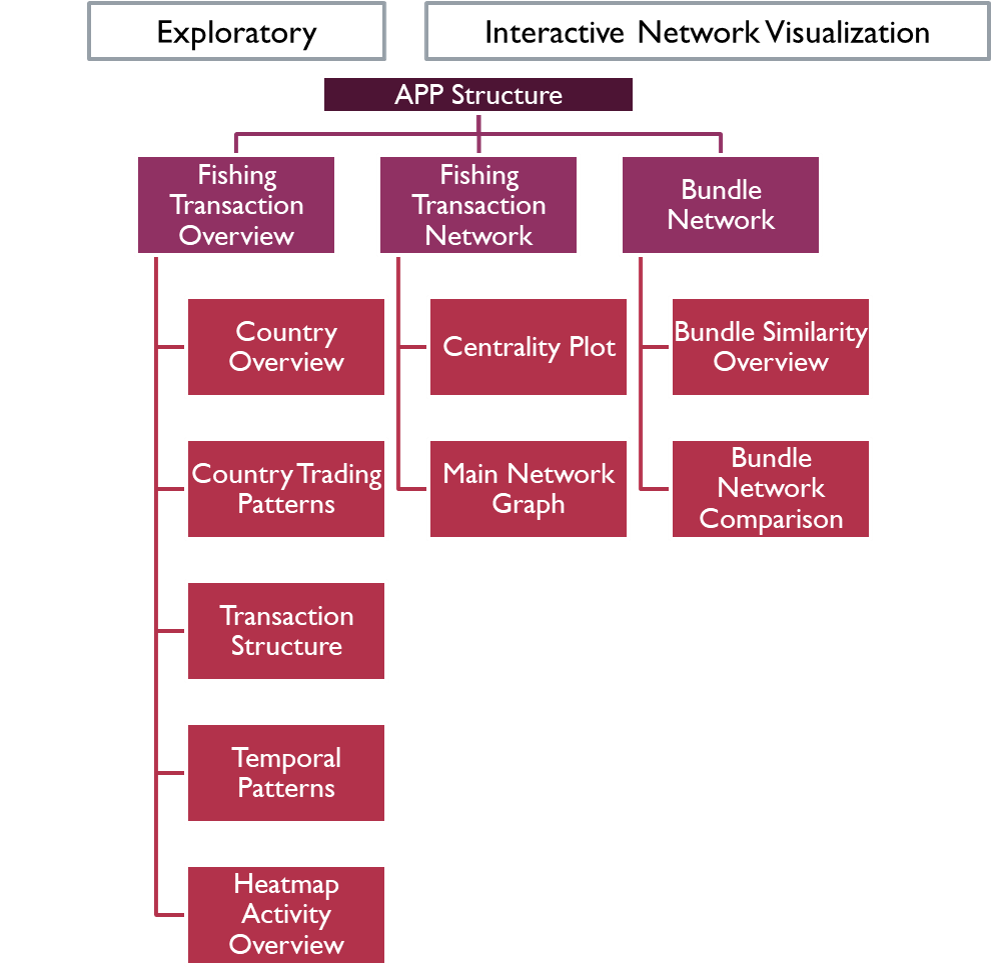 Exploratory
Interactive Network Visualization
APP Structure
Fishing
Transaction
Overview
Fishing
Transaction
Network
Bundle
Network
Country
Overview
Centrality Plot
Bundle Similarity
Overview
Country Trading
Patterns
Main Network
Graph
Bundle
Network
Comparison
Transaction
Structure
Temporal
Patterns
Heatmap
Activity
Overview